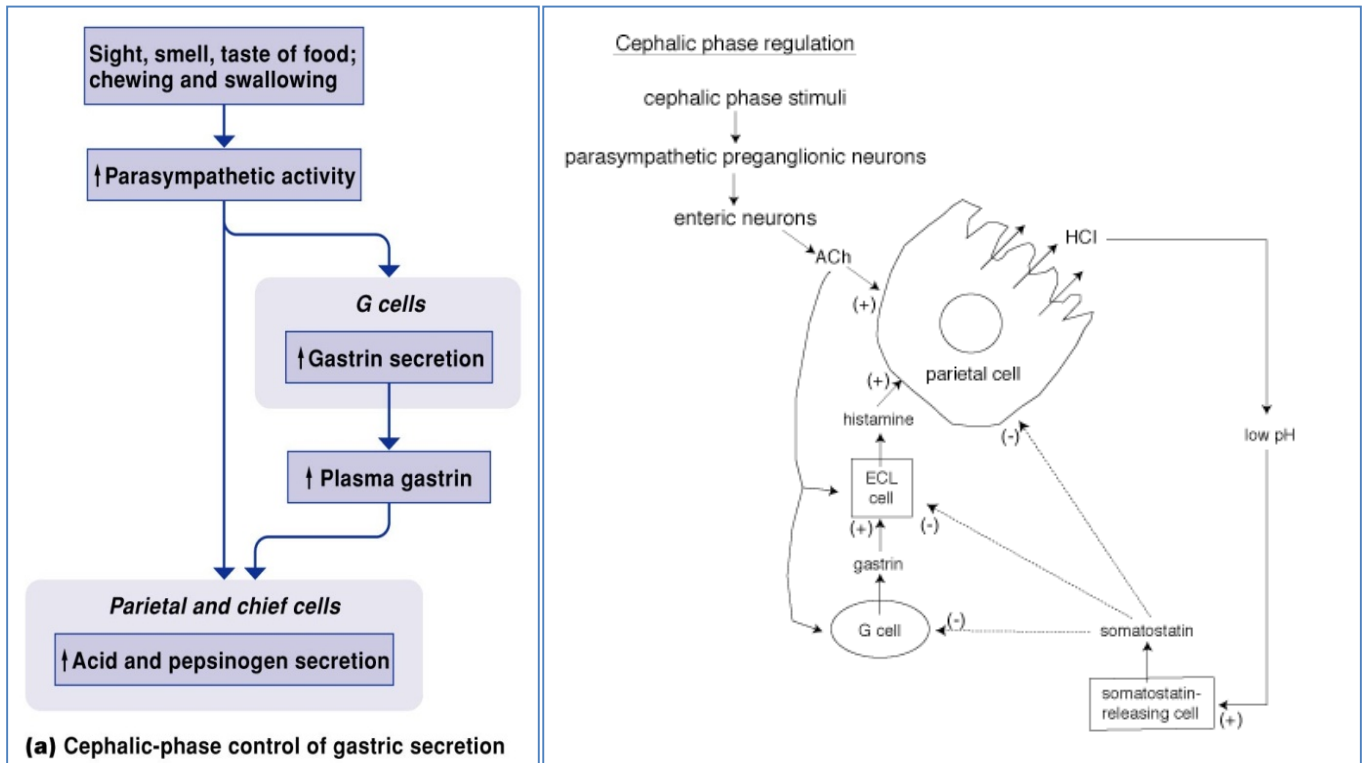 Sight, smell, taste of food;
chewing and swallowing
↑Parasympathetic activity
G cells
↑Gastrin secretion
↑ Plasma gastrin
Parietal and chief cells
↑Acid and pepsinogen secretion
(a) Cephalic-phase control of gastric secretion
Cephalic phase regulation
cephalic phase stimuli
parasympathetic preganglionic neurons
enteric neurons
ACh
HCl
(+)
parietal cell
(+)
histamine
(-)
low pH
ECL
cell
(+)
(-)
gastrin
G cell
(-)
somatostatin
somatostatin-
releasing cell
(+)